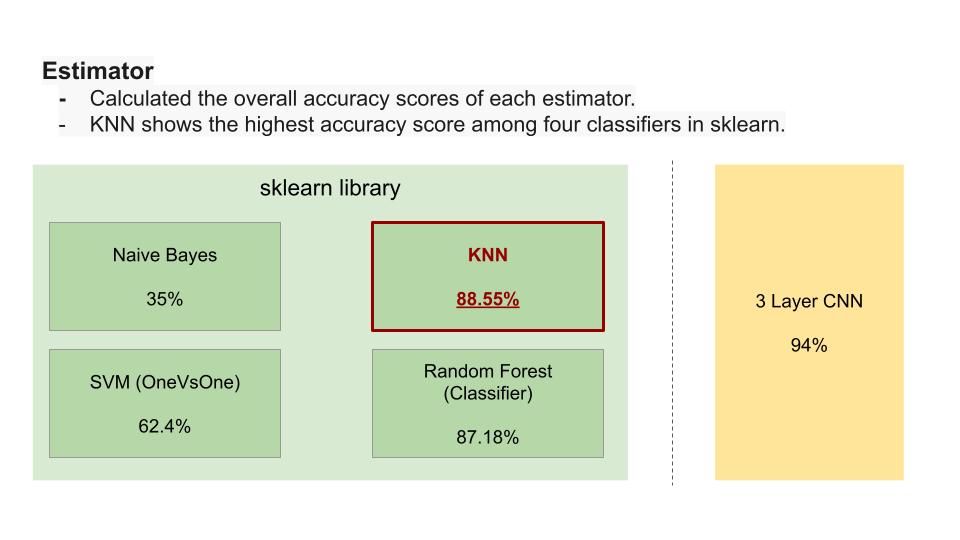 Estimator
- Calculated the overall accuracy scores of each estimator.
- KNN shows the highest accuracy score among four classifiers in sklearn.
sklearn library
Naive Bayes
35%
KNN
88.55%
SVM (OneVsOne)
62.4%
Random Forest
(Classifier)
87.18%
3 Layer CNN
94%